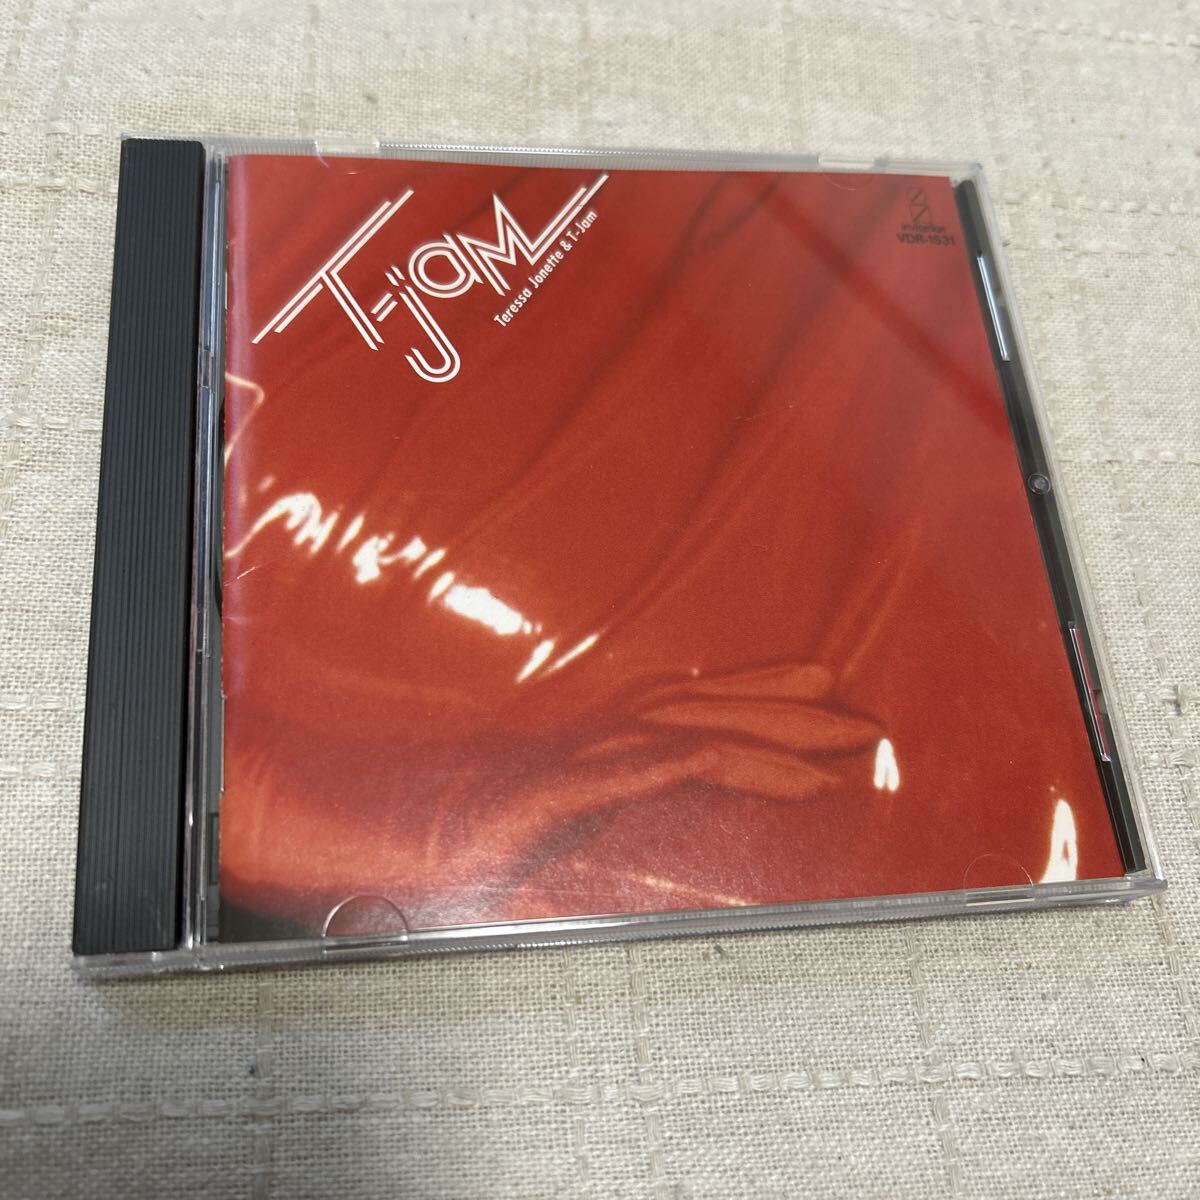 T-jam
Teressa Jonette & T-Jam
invitation
VDR-1531